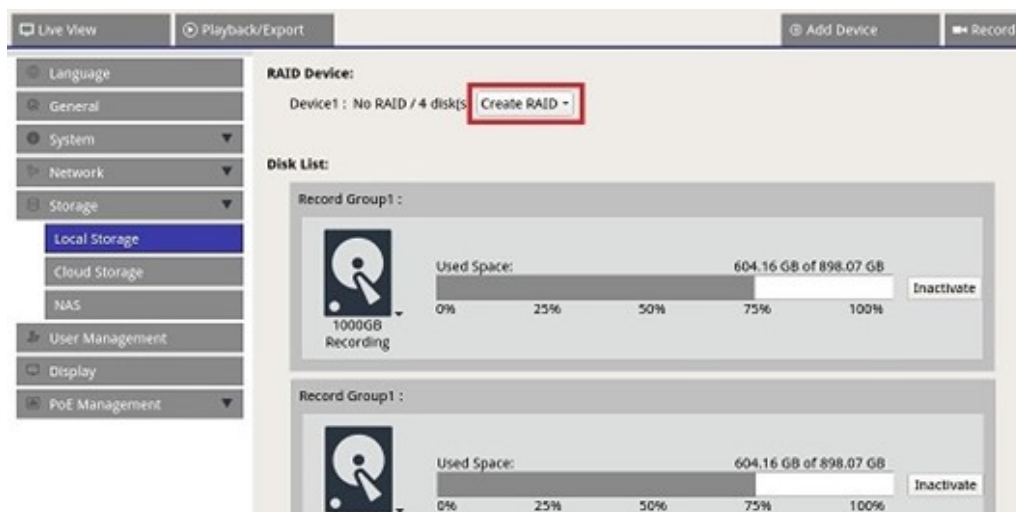 Live View
Playback/Export
Add Device
Record
Language
General
System
Network
Storage
Local Storage
Cloud Storage
NAS
User Management
Display
PoE Management
RAID Device:
Device1 : No RAID / 4 disk(s Create RAID
Disk List:
Record Group1 :
Used Space: 604.16 GB of 898.07 GB
Inactivate
0% 25% 50% 75% 100%
1000GB
Recording
Record Group1 :
Used Space: 604.16 GB of 898.07 GB
Inactivate
0% 25% 50% 75% 100%